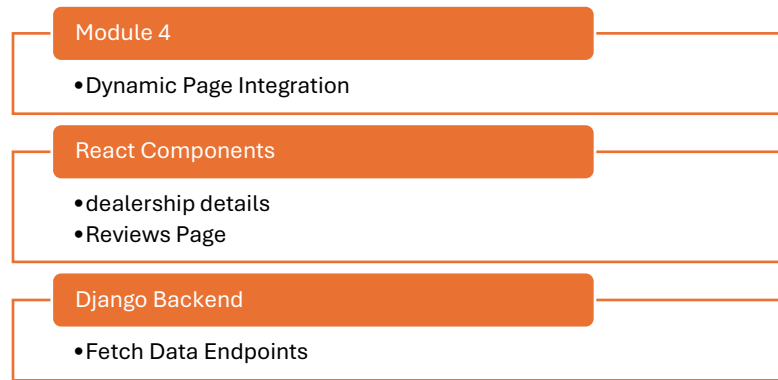 Module 4
•Dynamic Page Integration
React Components
•dealership details
•Reviews Page
Django Backend
•Fetch Data Endpoints